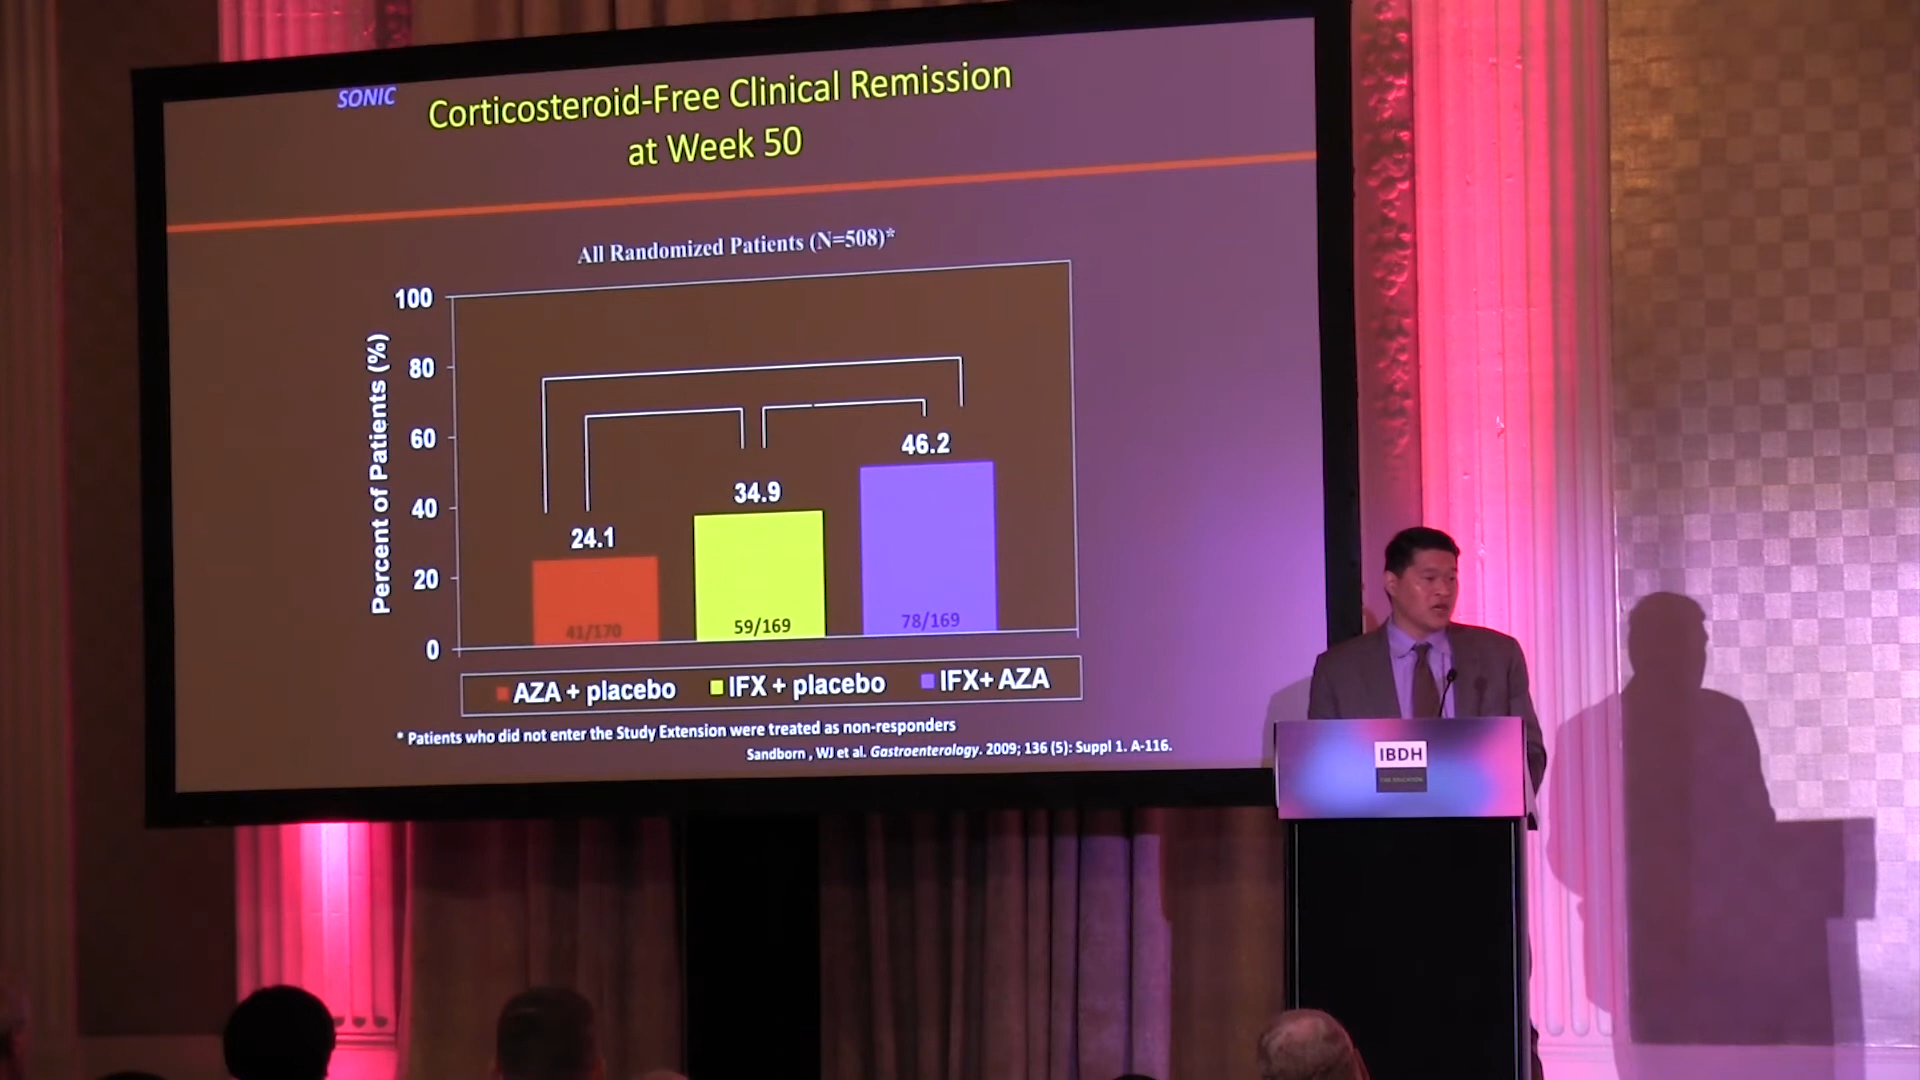 SONIC
Corticosteroid-Free Clinical Remission
at Week 50
All Randomized Patients (N=508)*
Percent of Patients (%)
100
80
60
40
20
0
24.1
34.9
46.2
41/170
59/169
78/169
AZA + placebo
IFX + placebo
IFX+ AZA
* Patients who did not enter the Study Extension were treated as non-responders
Sandborn , WJ et al. Gastroenterology. 2009; 136 (5): Suppl 1. A-116.
IBDH